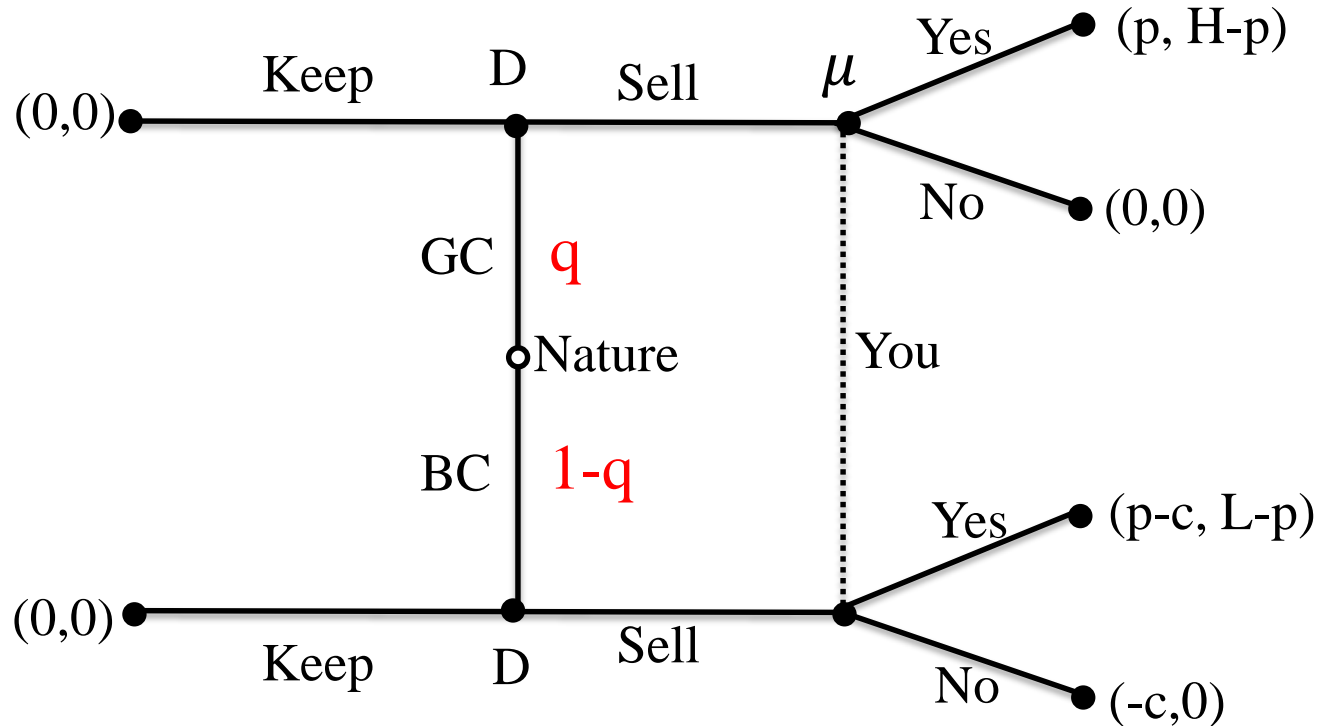 Yes
(p, H-p)
Keep
D
Sell
μ
(0,0)
No
(0,0)
GC
q
Nature
You
BC
1-q
Yes
(p-c, L-p)
(0,0)
Keep
D
Sell
No
(-c,0)